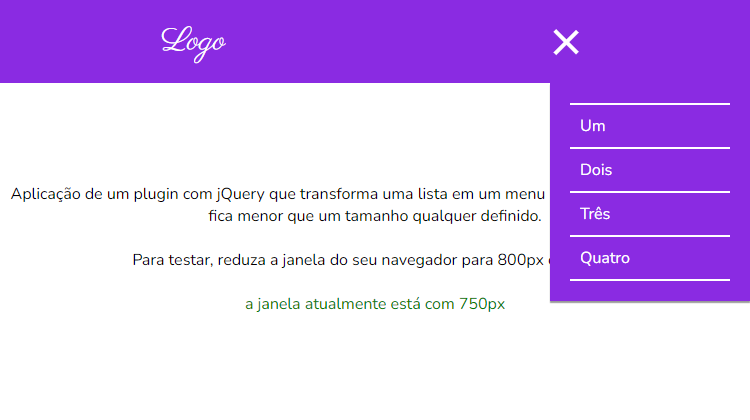 Logo
Um
Dois
Três
Quatro
Aplicação de um plugin com jQuery que transforma uma lista em um menu
fica menor que um tamanho qualquer definido.
Para testar, reduza a janela do seu navegador para 800px
a janela atualmente está com 750px